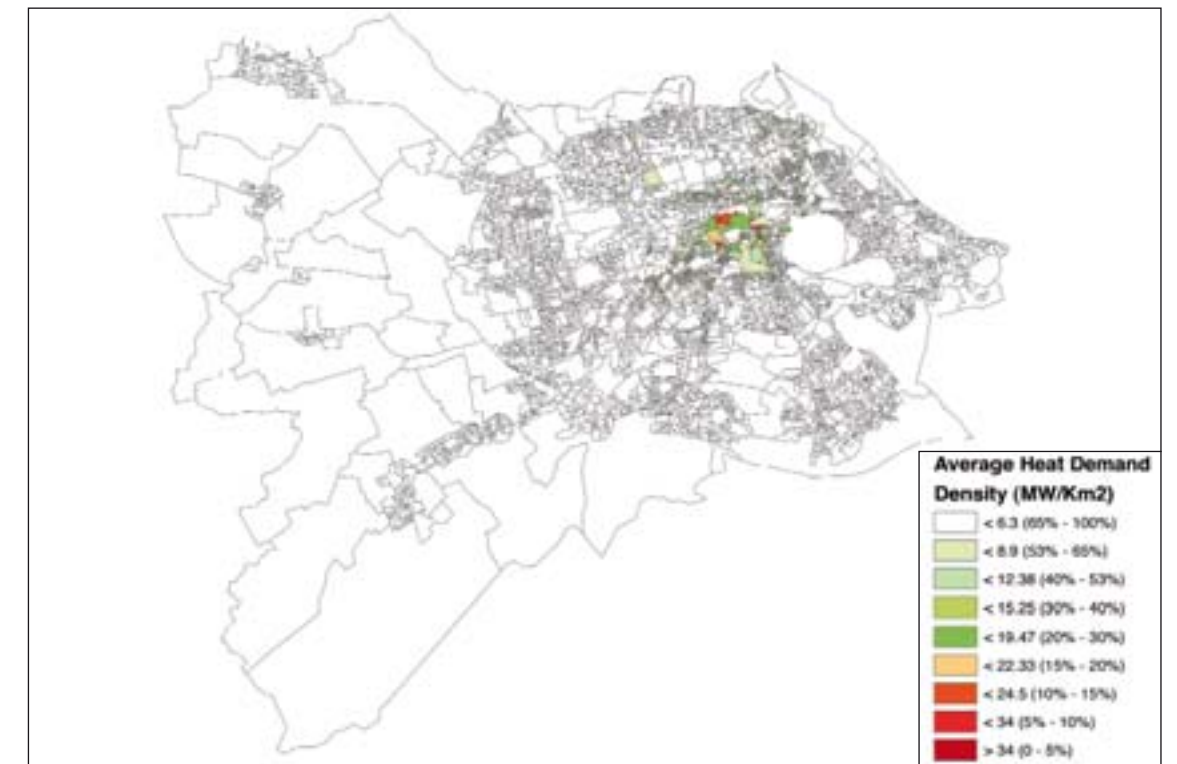 Average Heat Demand
Density (MW/Km2)
< 6.3 (65% - 100%)
< 8.9 (53% - 65%)
< 12.38 (40% - 53%)
< 15.25 (30% - 40%)
< 19.47 (20% - 30%)
< 22.33 (15% - 20%)
< 24.5 (10% - 15%)
< 34 (5% - 10%)
> 34 (0 - 5%)